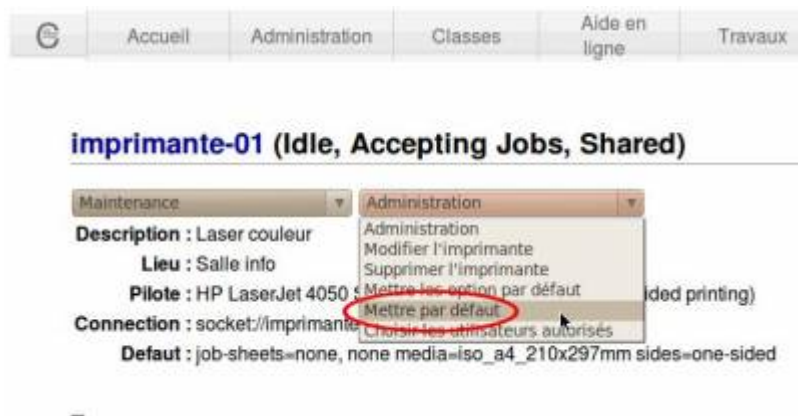 Accueil Administration Classes Aide en ligne Travaux
imprimante-01 (Idle, Accepting Jobs, Shared)
Maintenance Administration
Description : Laser couleur
Lieu : Salle info
Pilote : HP LaserJet 4050 ided printing)
Connection : socket://imprimante
Defaut : job-sheets=none, none media=iso_a4_210x297mm sides=one-sided
Administration
Modifier l'imprimante
Supprimer l'imprimante
Mettre les option par défaut
Mettre par défaut
Choisir les utilisateurs autorisés